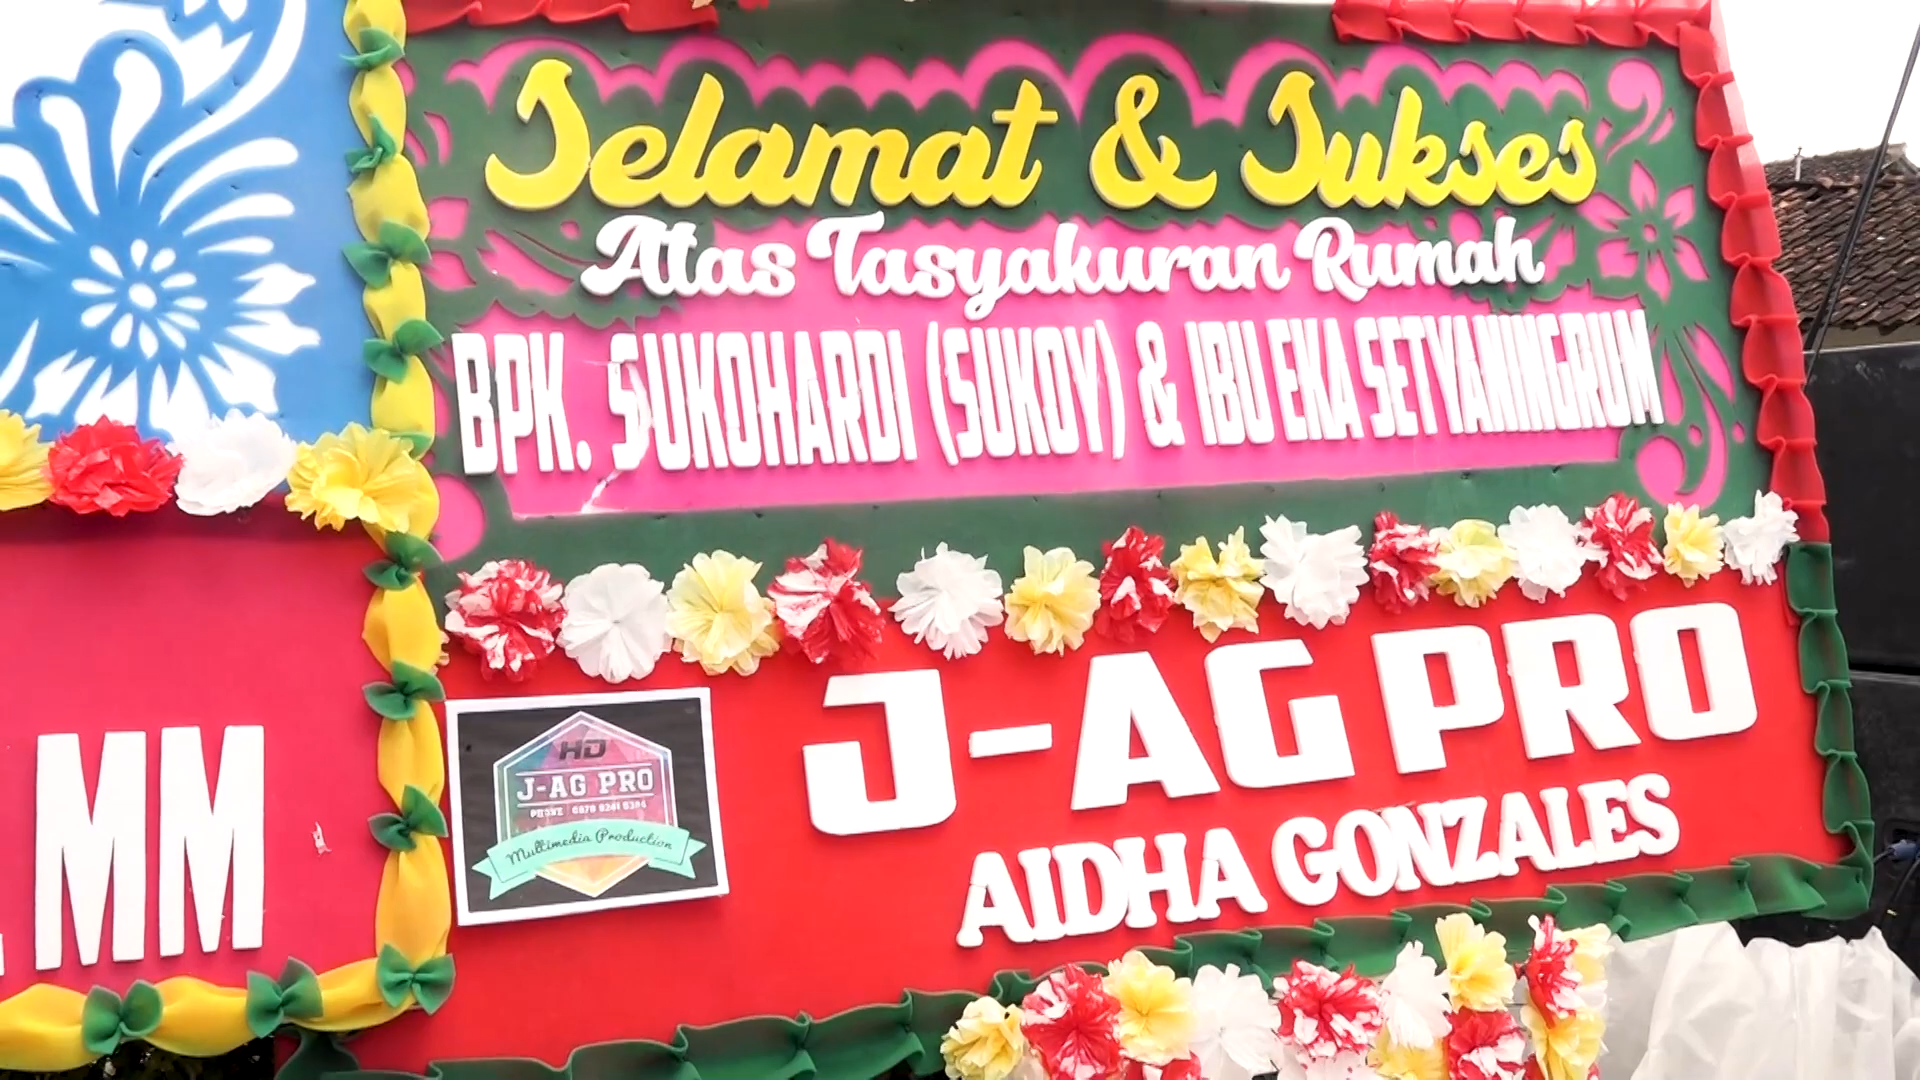 Selamat & Sukses
Atas Tasyakuran Rumah
BPK. SUKOHARDI (SUKOY) & IBU EKA SETYANINGRUM
J-AG PRO
AIDHA GONZALES
HD
J-AG PRO
PHONE
Multimedia Production
MM